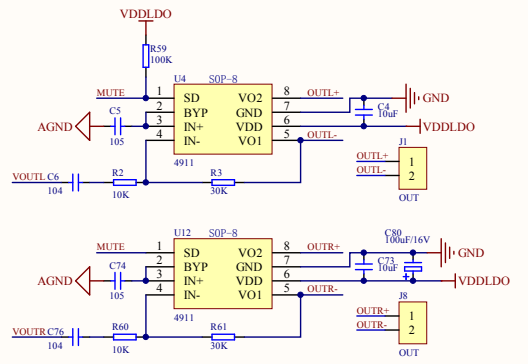 VDDLDO
R59
100K
MUTE
U4 SOP-8
1 SD VO2 8 OUTL+
2 BYP GND 7
3 IN+ VDD 6
4 IN- VO1 5 OUTL-
4911
C5
105
AGND
C4
10uF
GND
VDDLDO
J1
OUTL+ 1
OUTL- 2
OUT
VOUTL C6
104
R2
10K
R3
30K
MUTE
U12 SOP-8
1 SD VO2 8 OUTR+
2 BYP GND 7
3 IN+ VDD 6
4 IN- VO1 5 OUTR-
4911
C74
105
AGND
C80
100uF/16V
C73
10uF
GND
VDDLDO
J8
OUTR+ 1
OUTR- 2
OUT
VOUTR C76
104
R60
10K
R61
30K